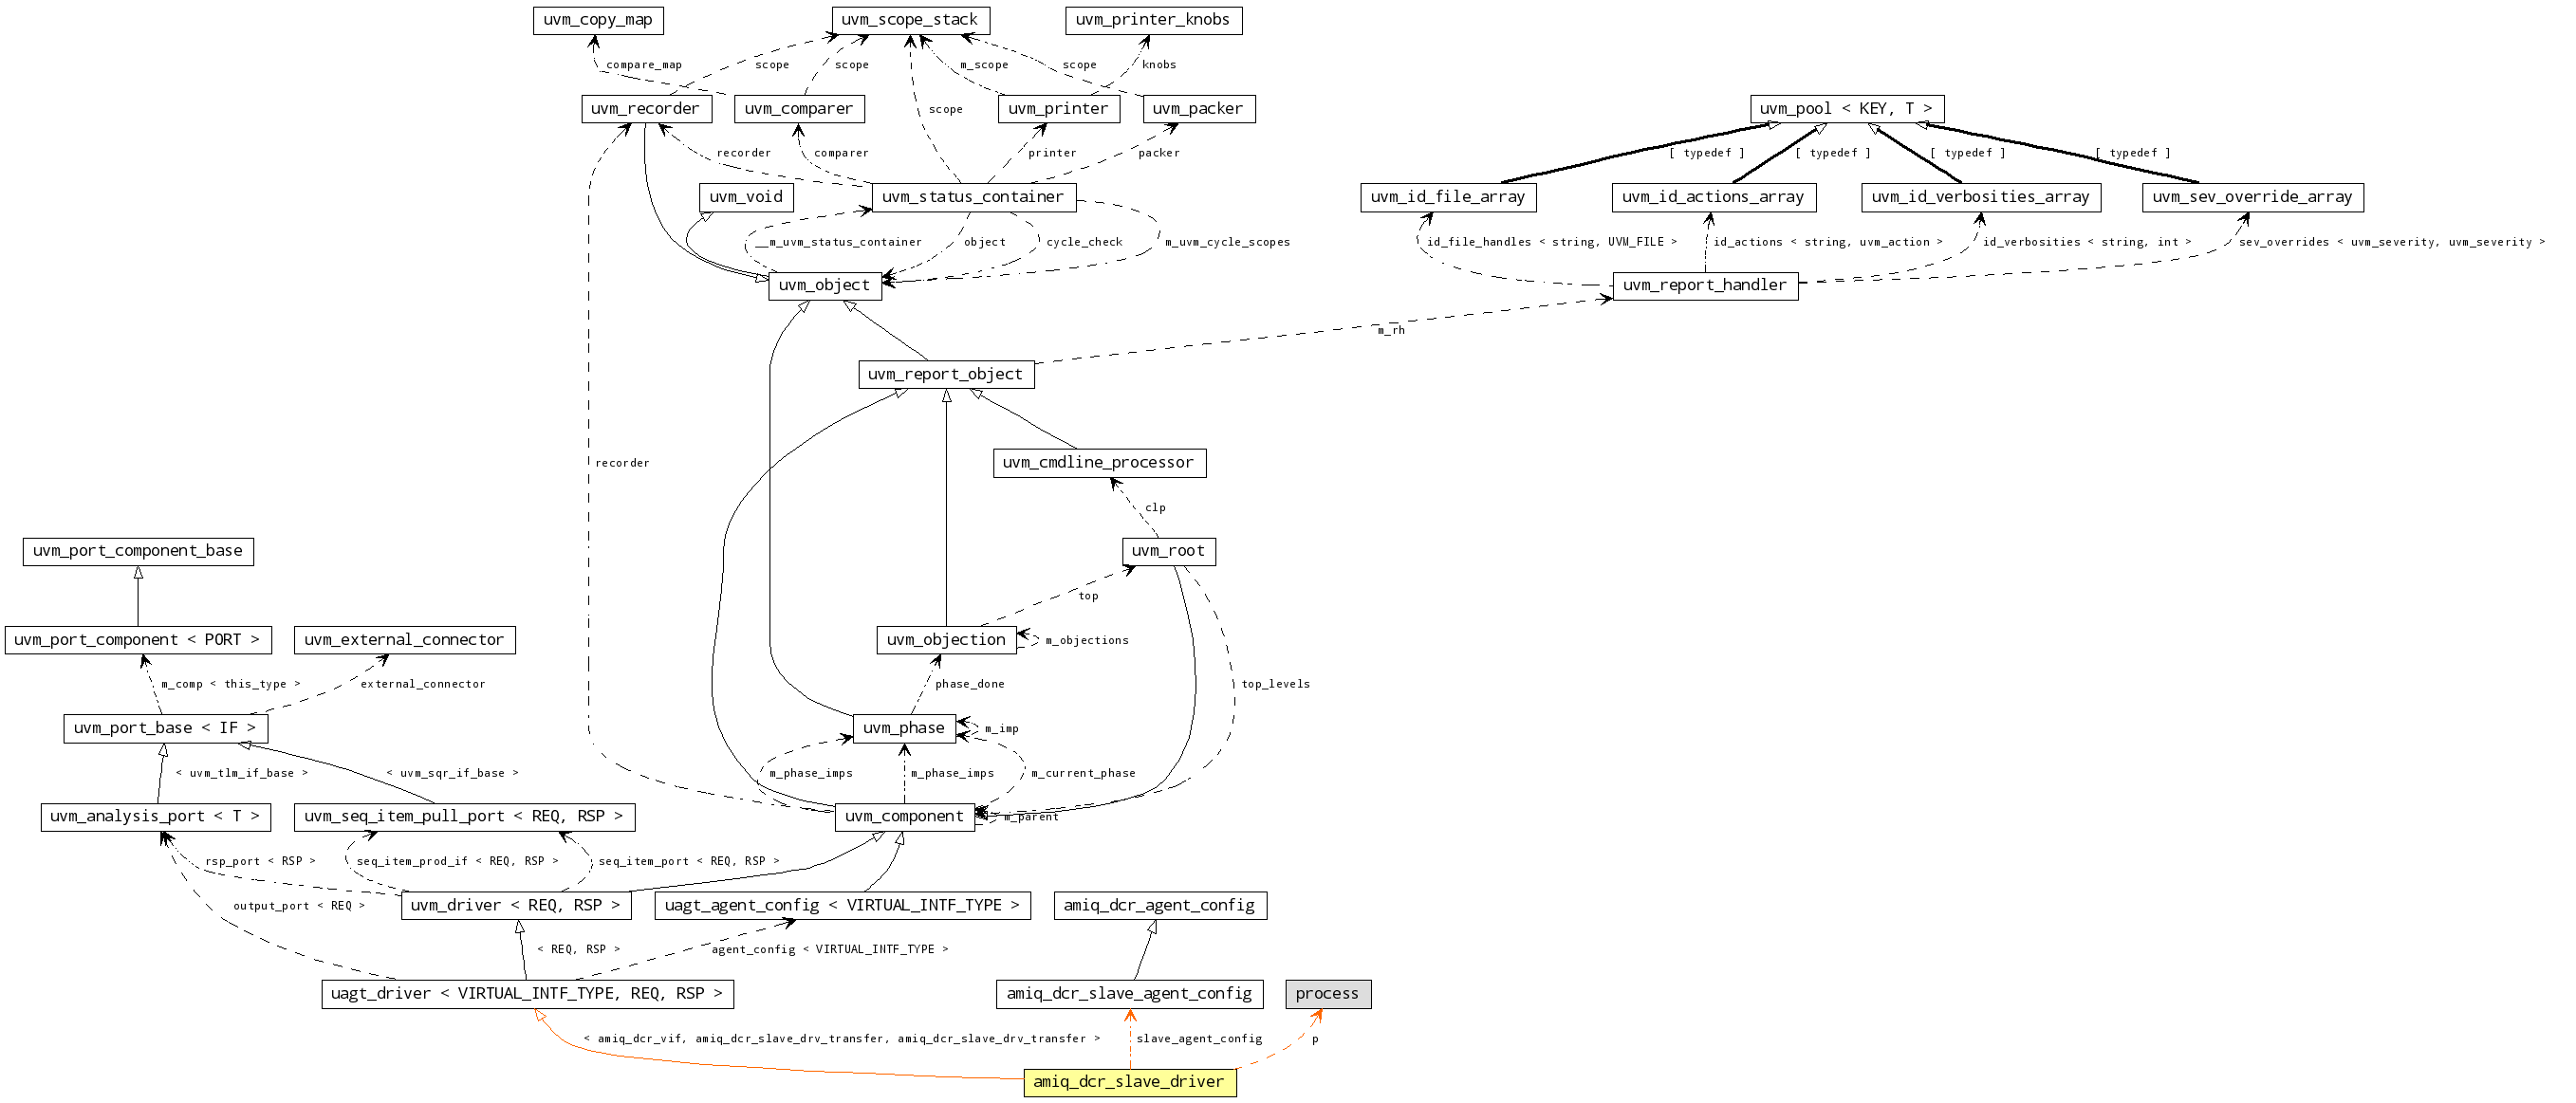 uvm_copy_map
uvm_scope_stack
uvm_printer_knobs
compare_map
scope
scope
m_scope
scope
knobs
uvm_recorder
uvm_comparer
scope
uvm_printer
uvm_packer
uvm_pool < KEY, T >
recorder
comparer
printer
packer
[ typedef ]
[ typedef ]
[ typedef ]
[ typedef ]
uvm_void
uvm_status_container
uvm_id_file_array
uvm_id_actions_array
uvm_id_verbosities_array
uvm_sev_override_array
__m_uvm_status_container
object
cycle_check
m_uvm_cycle_scopes
id_file_handles < string, UVM_FILE >
id_actions < string, uvm_action >
id_verbosities < string, int >
sev_overrides < uvm_severity, uvm_severity >
uvm_object
uvm_report_handler
m_rh
uvm_report_object
recorder
uvm_cmdline_processor
clp
uvm_port_component_base
uvm_root
top
uvm_port_component < PORT >
uvm_external_connector
uvm_objection
m_objections
m_comp < this_type >
external_connector
phase_done
top_levels
uvm_port_base < IF >
uvm_phase
m_imp
< uvm_tlm_if_base >
< uvm_sqr_if_base >
m_phase_imps
m_phase_imps
m_current_phase
uvm_analysis_port < T >
uvm_seq_item_pull_port < REQ, RSP >
uvm_component
m_parent
rsp_port < RSP >
seq_item_prod_if < REQ, RSP >
seq_item_port < REQ, RSP >
output_port < REQ >
uvm_driver < REQ, RSP >
uagt_agent_config < VIRTUAL_INTF_TYPE >
amiq_dcr_agent_config
< REQ, RSP >
agent_config < VIRTUAL_INTF_TYPE >
uagt_driver < VIRTUAL_INTF_TYPE, REQ, RSP >
amiq_dcr_slave_agent_config
process
< amiq_dcr_vif, amiq_dcr_slave_drv_transfer, amiq_dcr_slave_drv_transfer >
slave_agent_config
p
amiq_dcr_slave_driver